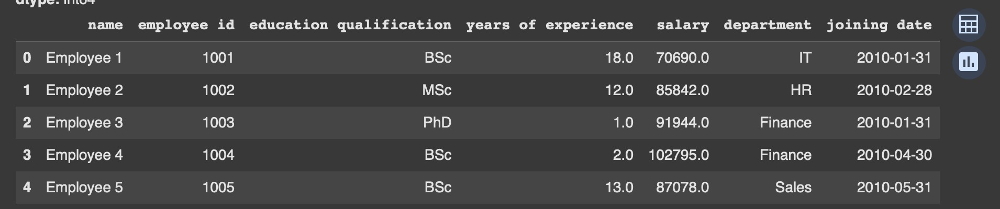 dtype: int64
name employee id education qualification years of experience salary department joining date
0 Employee 1 1001 BSc 18.0 70690.0 IT 2010-01-31
1 Employee 2 1002 MSc 12.0 85842.0 HR 2010-02-28
2 Employee 3 1003 PhD 1.0 91944.0 Finance 2010-01-31
3 Employee 4 1004 BSc 2.0 102795.0 Finance 2010-04-30
4 Employee 5 1005 BSc 13.0 87078.0 Sales 2010-05-31